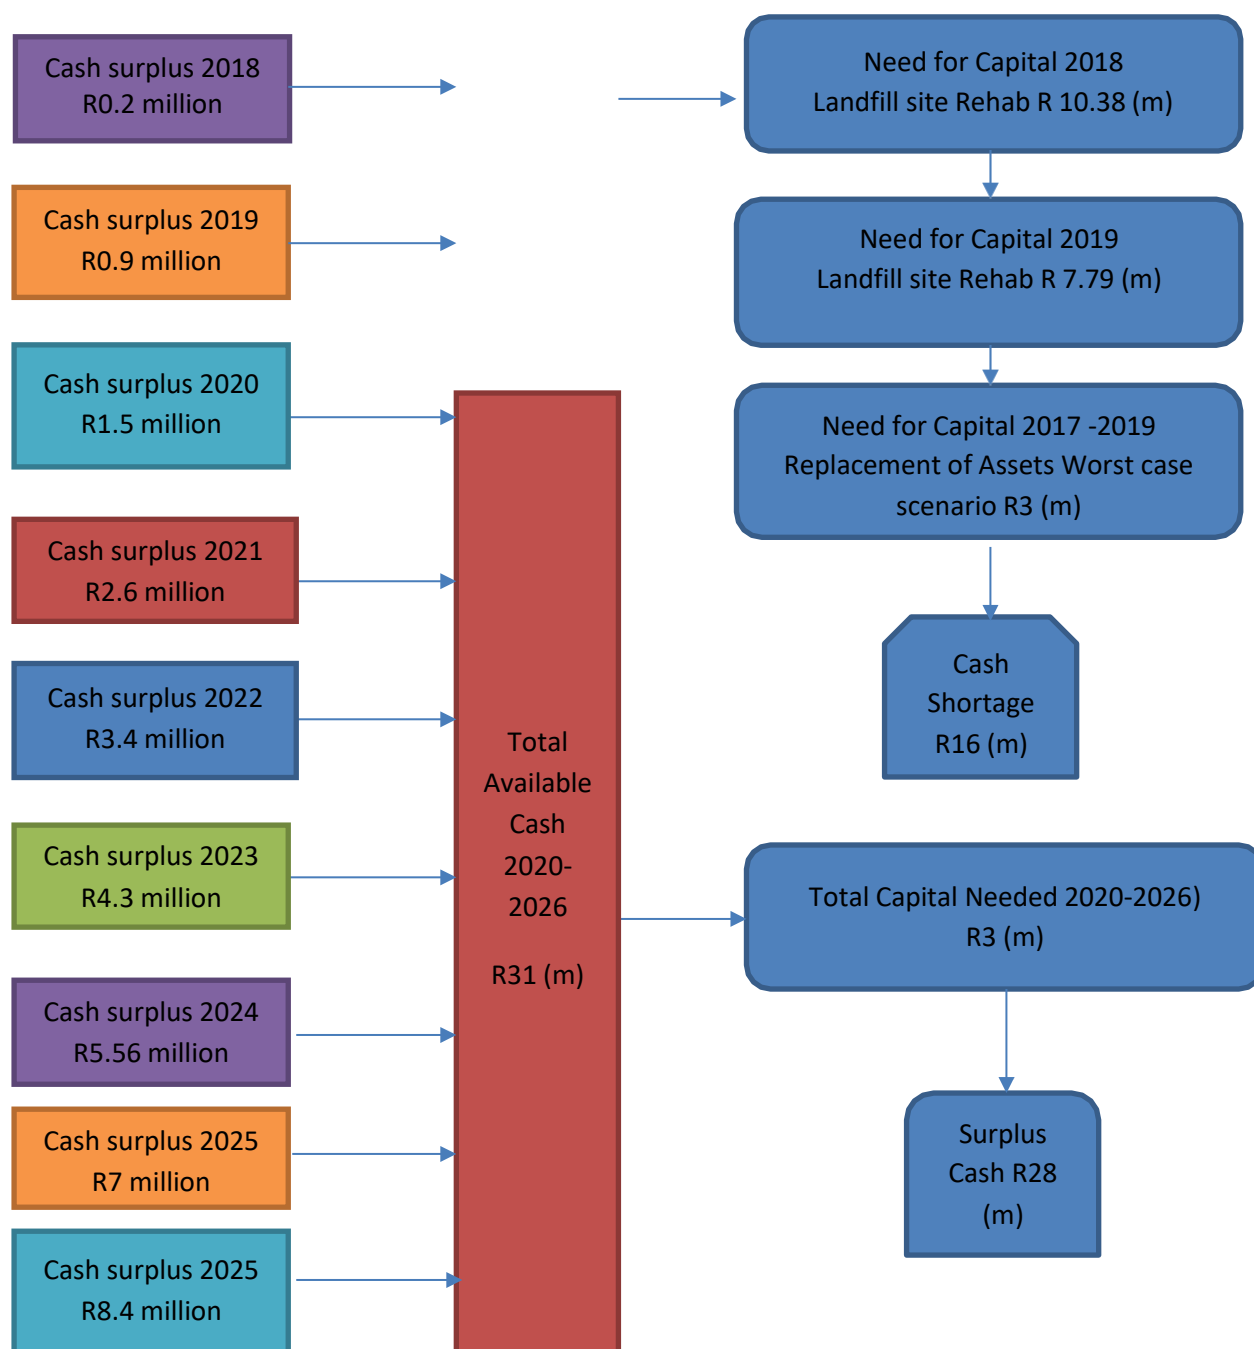 Cash surplus 2018
R0.2 million
Cash surplus 2019
R0.9 million
Cash surplus 2020
R1.5 million
Cash surplus 2021
R2.6 million
Cash surplus 2022
R3.4 million
Cash surplus 2023
R4.3 million
Cash surplus 2024
R5.56 million
Cash surplus 2025
R7 million
Cash surplus 2025
R8.4 million
Total
Available
Cash
2020-
2026
R31 (m)
Need for Capital 2018
Landfill site Rehab R 10.38 (m)
Need for Capital 2019
Landfill site Rehab R 7.79 (m)
Need for Capital 2017 -2019
Replacement of Assets Worst case
scenario R3 (m)
Cash
Shortage
R16 (m)
Total Capital Needed 2020-2026)
R3 (m)
Surplus
Cash R28
(m)